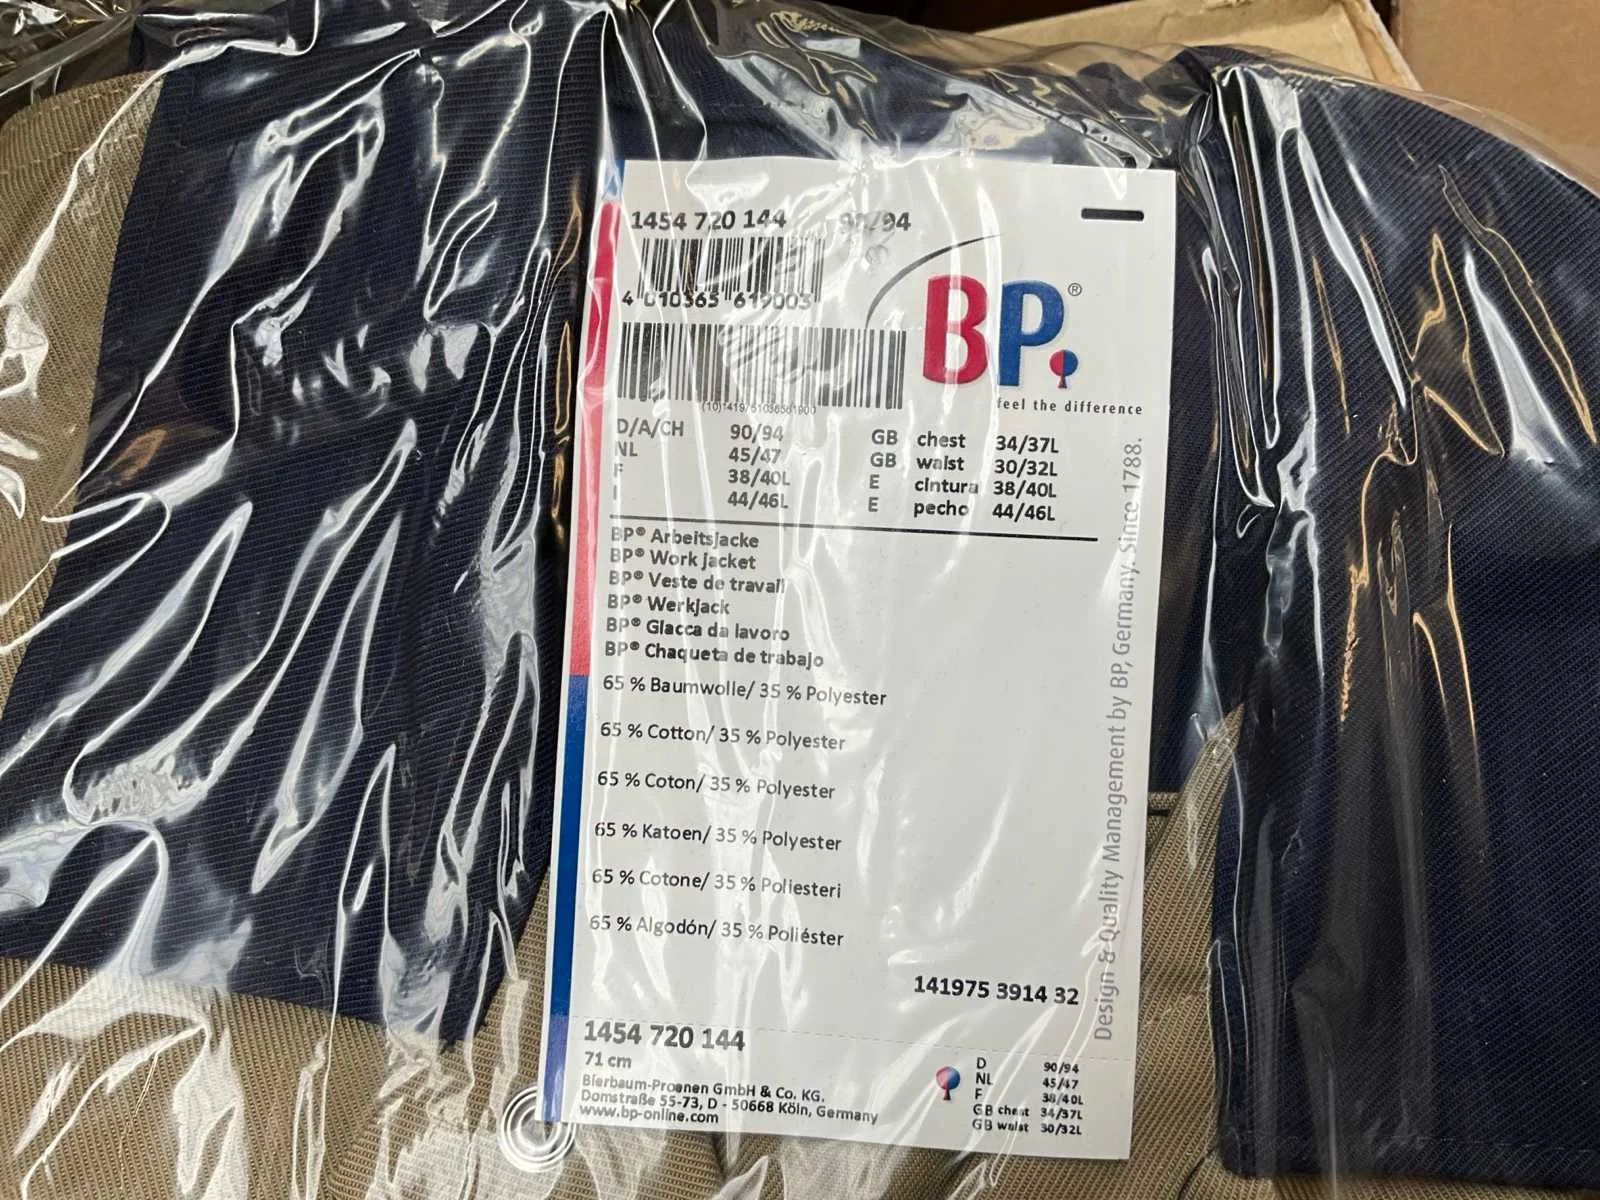 1454 720 144 90/94
4 010365 619003
BP®
feel the difference
D/A/CH 90/94 GB chest 34/37L
NL 45/47 GB waist 30/32L
F 38/40L E cintura 38/40L
I 44/46L E pecho 44/46L
BP® Arbeitsjacke
BP® Work jacket
BP® Veste de travail
BP® Werkjack
BP® Giacca da lavoro
BP® Chaqueta de trabajo
65 % Baumwolle/ 35 % Polyester
65 % Cotton/ 35 % Polyester
65 % Coton/ 35 % Polyester
65 % Katoen/ 35 % Polyester
65 % Cotone/ 35 % Poliesteri
65 % Algodón/ 35 % Poliéster
141975 3914 32
Design & Quality Management by BP, Germany. Since 1788.
1454 720 144
71 cm
Bierbaum-Proenen GmbH & Co. KG.
Domstraße 55-73, D - 50668 Köln, Germany
www.bp-online.com
D 90/94
NL 45/47
F 38/40L
GB chest 34/37L
GB waist 30/32L